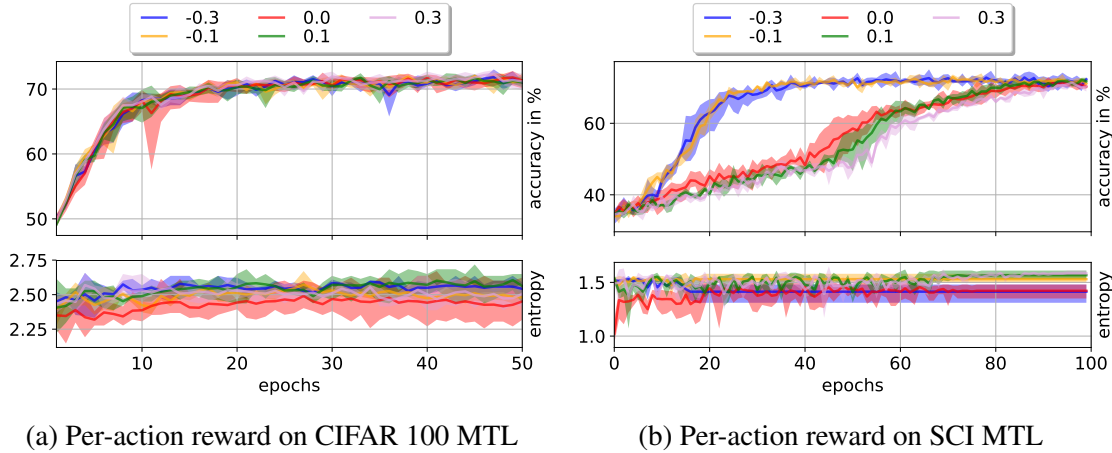 -0.3 0.0 0.3
-0.1 0.1
70
60
50
accuracy in %
2.75
2.50
2.25
entropy
10 20 30 40 50
epochs
(a) Per-action reward on CIFAR 100 MTL
-0.3 0.0 0.3
-0.1 0.1
60
40
accuracy in %
1.5
1.0
entropy
0 20 40 60 80 100
epochs
(b) Per-action reward on SCI MTL